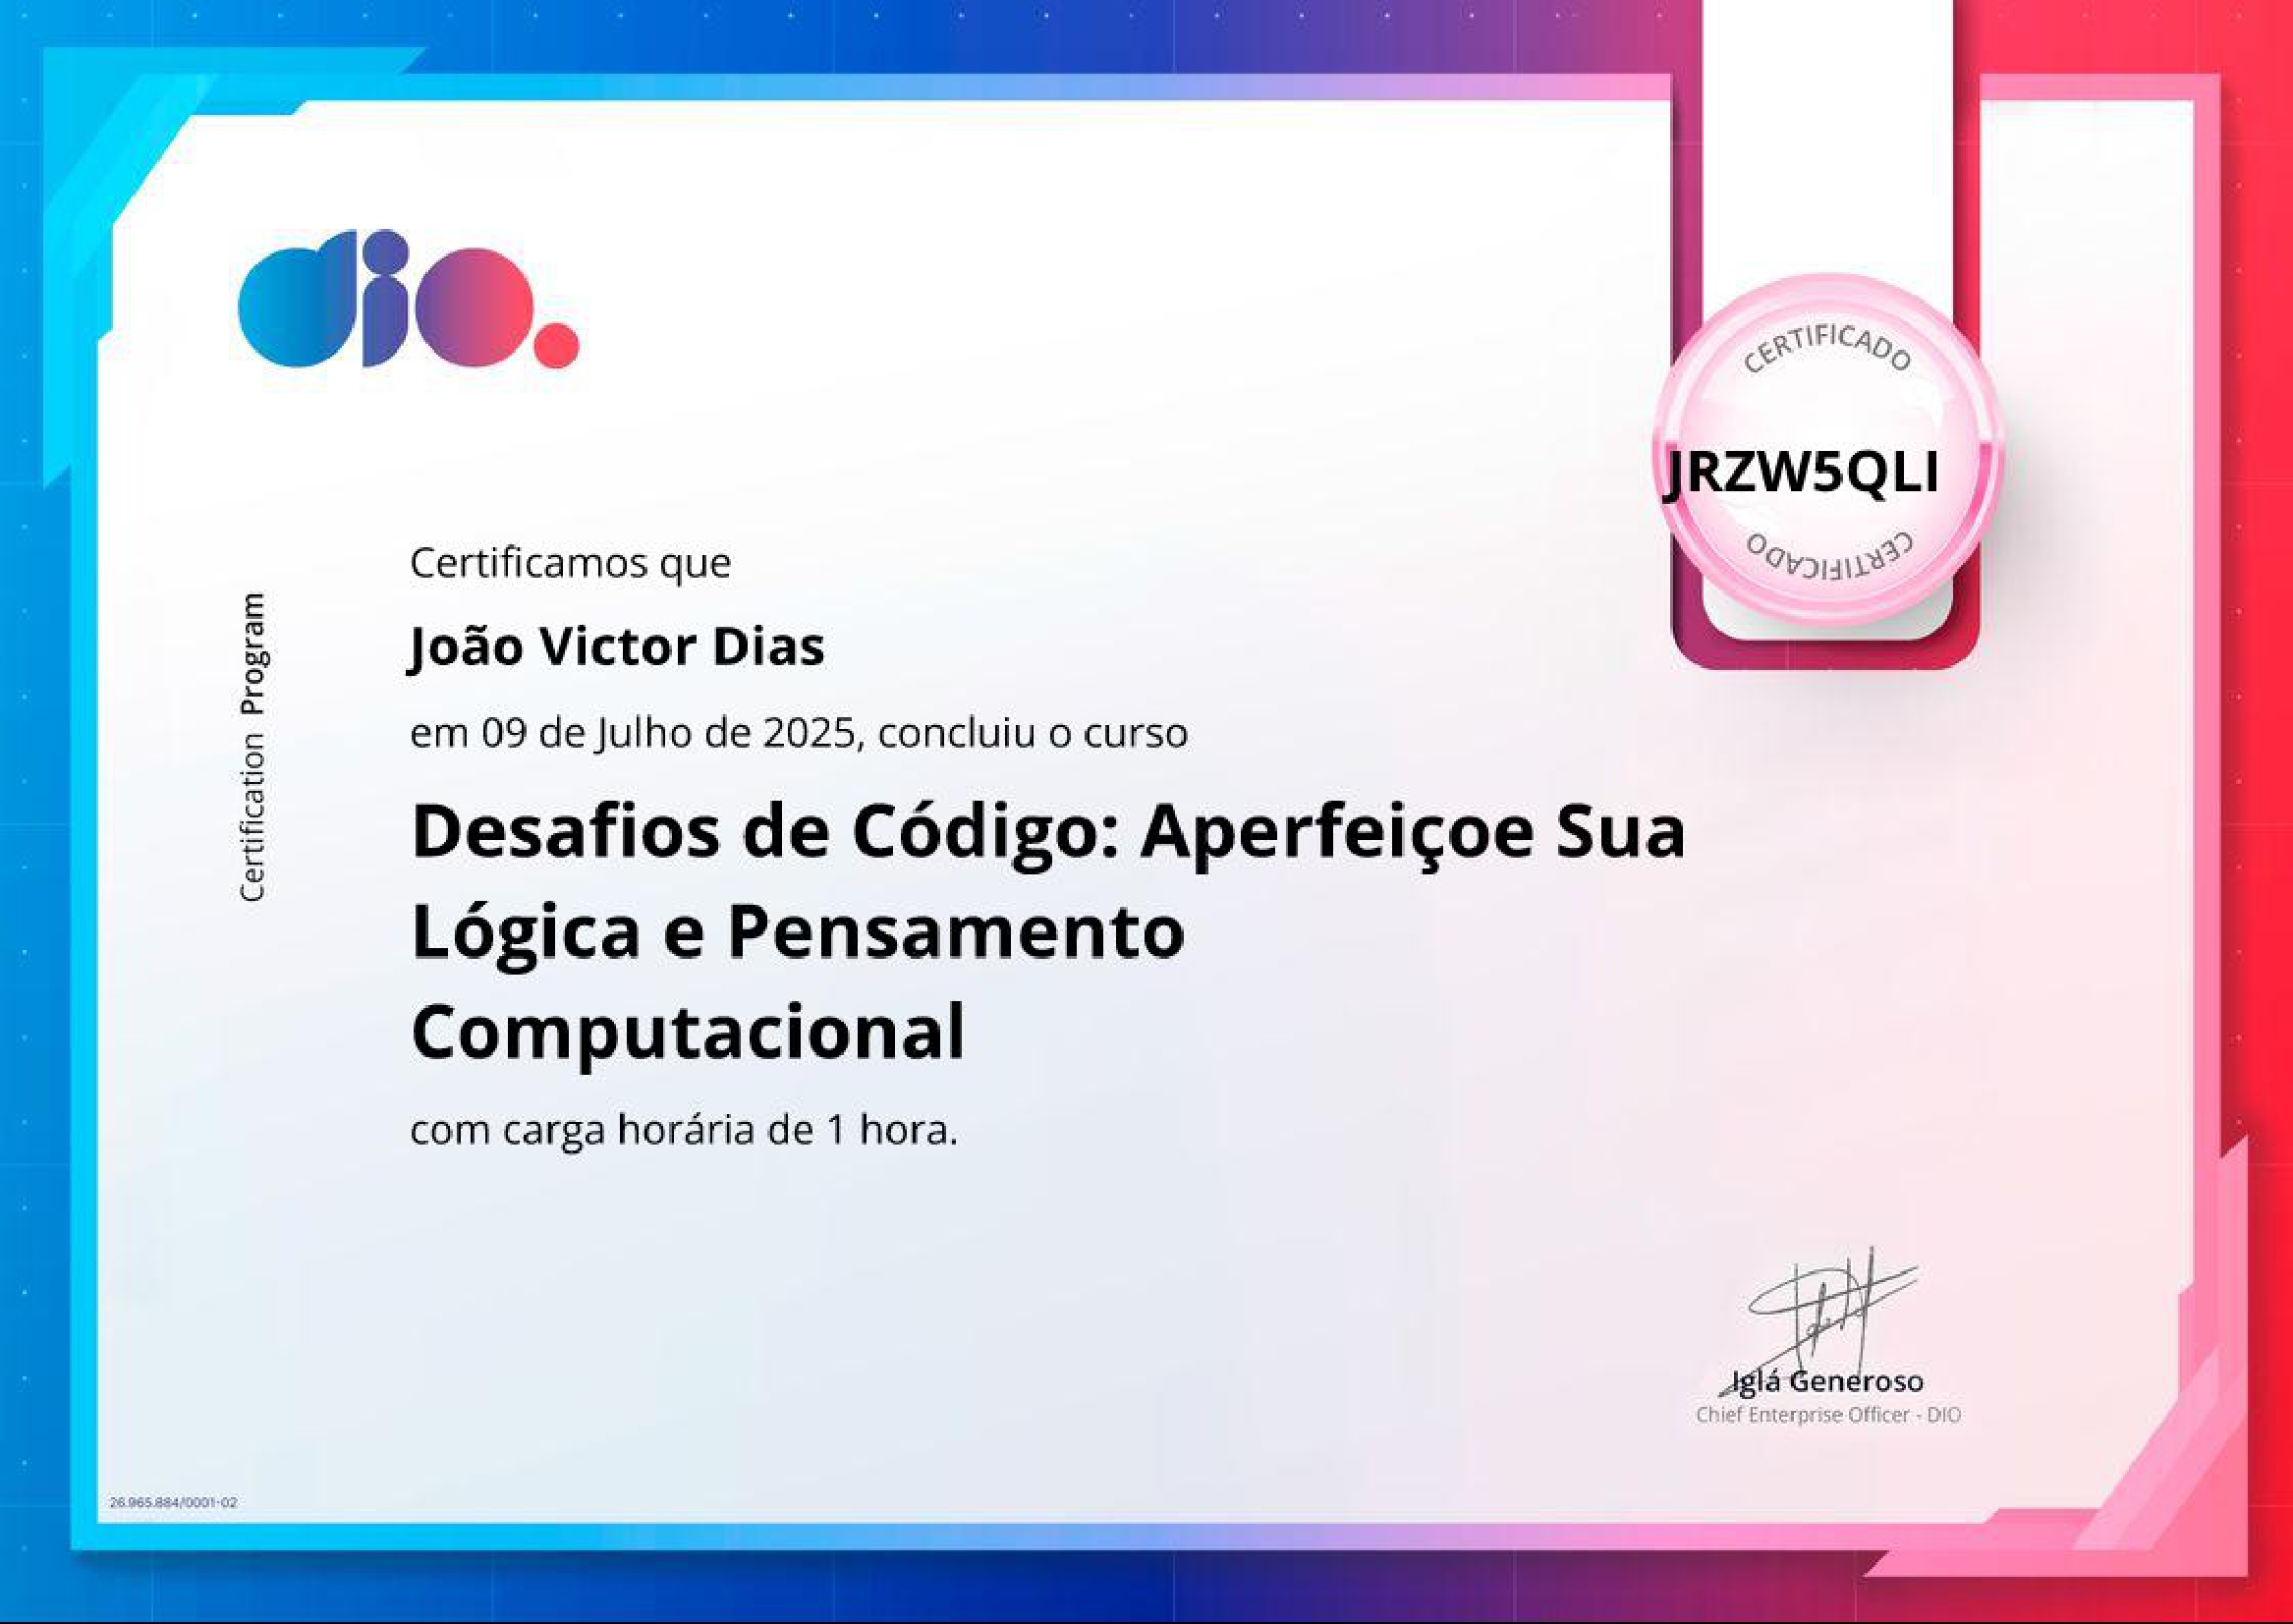 dio.
CERTIFICADO
JRZW5QLI
CERTIFICADO
Certification Program
Certificamos que
João Victor Dias
em 09 de Julho de 2025, concluiu o curso
Desafios de Código: Aperfeiçoe Sua
Lógica e Pensamento
Computacional
com carga horária de 1 hora.
Iglá Generoso
Chief Enterprise Officer - DIO
26.965.884/0001-02